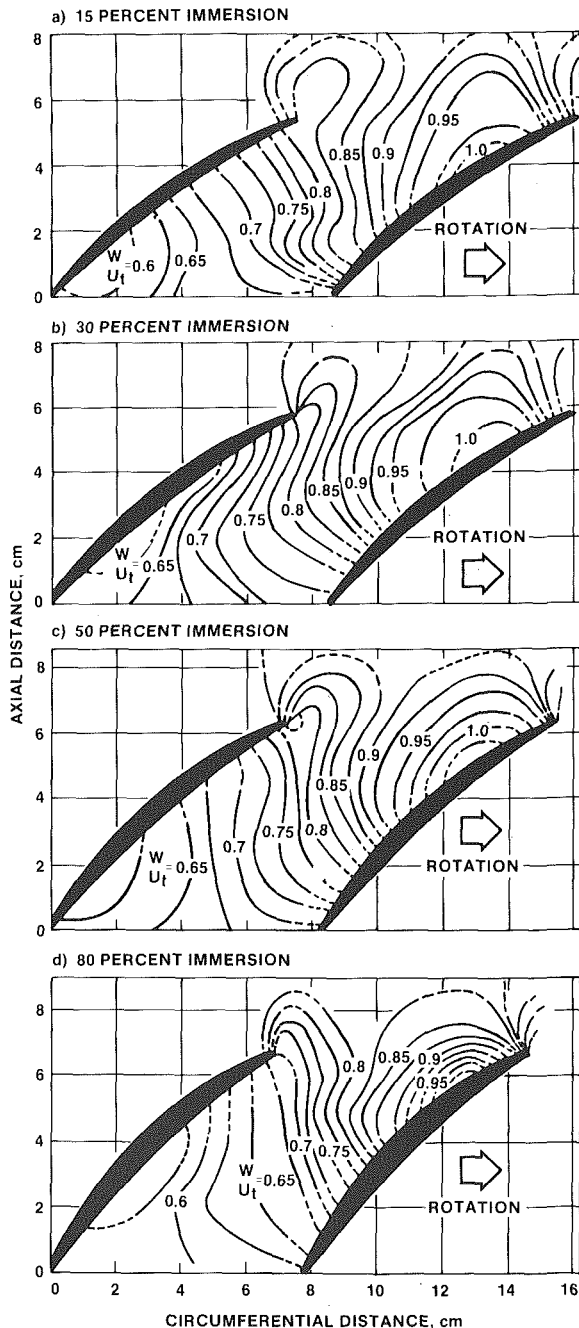 a) 15 PERCENT IMMERSION
8
6
4
2
0
0.95
0.85
0.9
1.0
0.8
0.75
0.7
ROTATION
W
U t =0.6
0.65
b) 30 PERCENT IMMERSION
8
6
4
2
0
1.0
0.95
0.9
0.85
0.8
0.75
0.7
ROTATION
W
U t =0.65
c) 50 PERCENT IMMERSION
8
6
4
2
0
0.95
1.0
0.9
0.85
0.8
0.75
0.7
W
U t =0.65
ROTATION
d) 80 PERCENT IMMERSION
8
6
4
2
0
0.8
0.85
0.9
0.95
0.7
0.75
W
U t =0.65
0.6
ROTATION
0 2 4 6 8 10 12 14 16
AXIAL DISTANCE, cm
CIRCUMFERENTIAL DISTANCE, cm